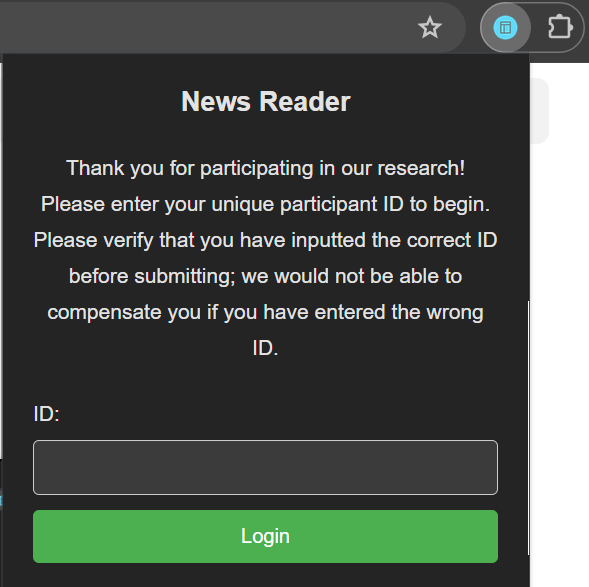 News Reader
Thank you for participating in our research!
Please enter your unique participant ID to begin.
Please verify that you have inputted the correct ID
before submitting; we would not be able to
compensate you if you have entered the wrong
ID.
ID:
Login